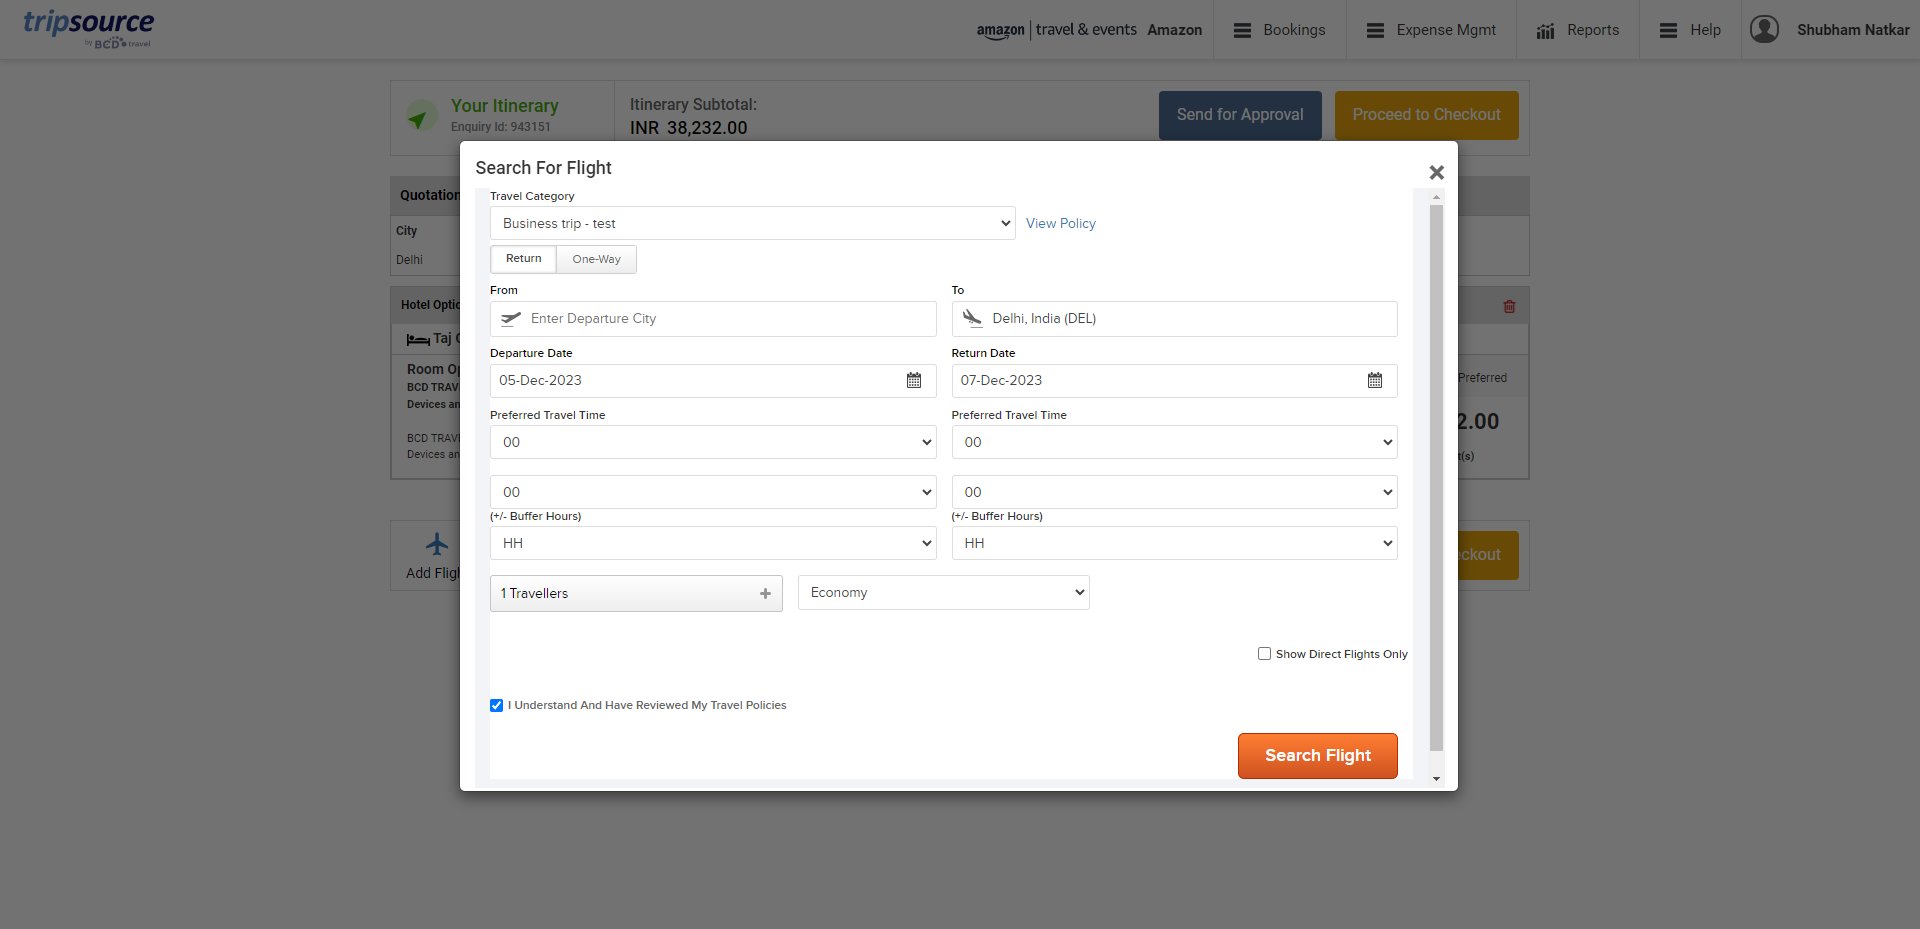 tripsource
by BCD travel
amazon | travel & events Amazon
Bookings
Expense Mgmt
Reports
Help
Shubham Natkar
Your Itinerary
Enquiry Id: 943151
Itinerary Subtotal:
INR 38,232.00
Send for Approval
Proceed to Checkout
Search For Flight
Quotation
City
Delhi
Hotel Optio
Taj
Room Op
BCD TRAV
Devices an
BCD TRAV
Devices an
Preferred
2.00
t(s)
Add Fligh
ckout
Travel Category
Business trip - test
View Policy
Return
One-Way
From
To
Enter Departure City
Delhi, India (DEL)
Departure Date
Return Date
05-Dec-2023
07-Dec-2023
Preferred Travel Time
Preferred Travel Time
00
00
00
00
(+/- Buffer Hours)
(+/- Buffer Hours)
HH
HH
1 Travellers
Economy
Show Direct Flights Only
I Understand And Have Reviewed My Travel Policies
Search Flight